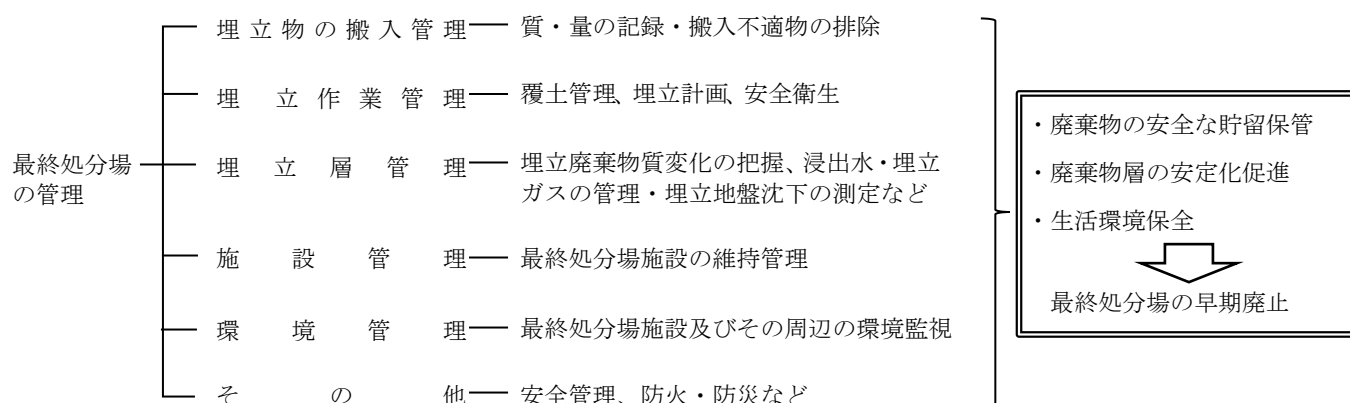 埋立物の搬入管理 質・量の記録・搬入不適物の排除
埋立作業管理 覆土管理、埋立計画、安全衛生
・廃棄物の安全な貯留保管
最終処分場
の管理
埋立層管理 埋立廃棄物質変化の把握、浸出水・埋立
ガスの管理・埋立地盤沈下の測定など
・廃棄物層の安定化促進
・生活環境保全
施設管理 最終処分場施設の維持管理
最終処分場の早期廃止
環境管理 最終処分場施設及びその周辺の環境監視
その他 安全管理、防火・防災など